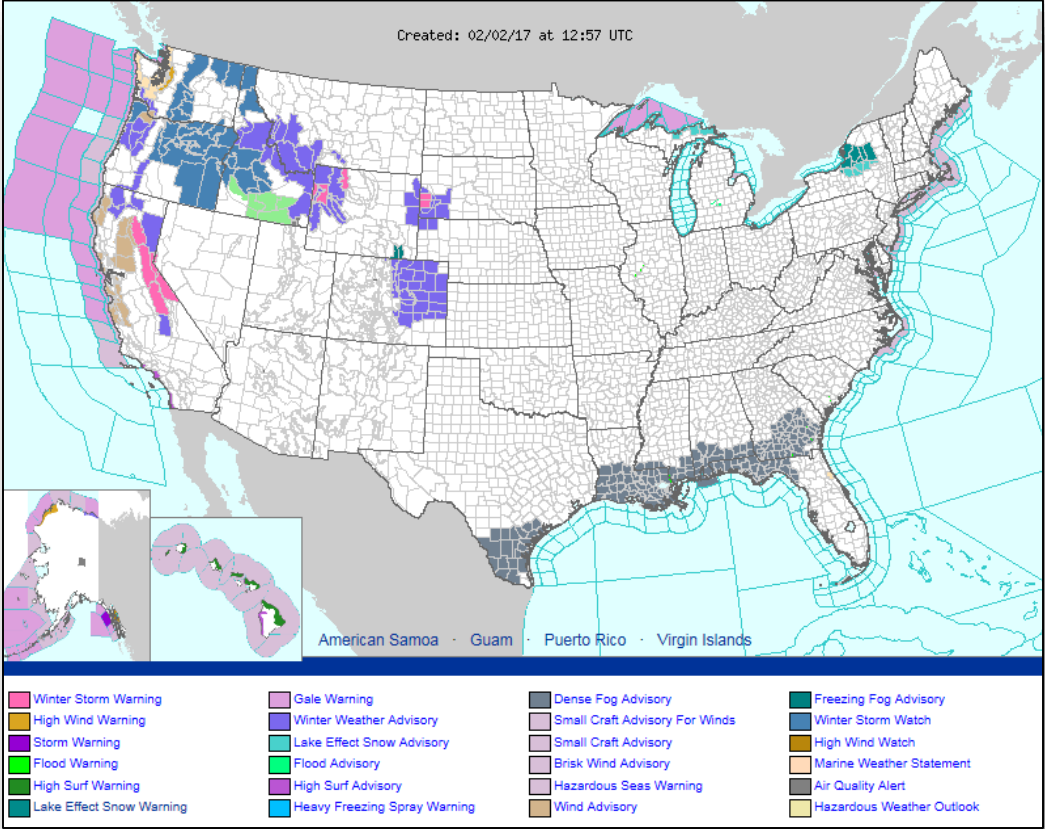 Created: 02/02/17 at 12:57 UTC
American Samoa · Guam · Puerto Rico · Virgin Islands
Winter Storm Warning Gale Warning Dense Fog Advisory Freezing Fog Advisory
High Wind Warning Winter Weather Advisory Small Craft Advisory For Winds Winter Storm Watch
Storm Warning Lake Effect Snow Advisory Small Craft Advisory High Wind Watch
Flood Warning Flood Advisory Brisk Wind Advisory Marine Weather Statement
High Surf Warning High Surf Advisory Hazardous Seas Warning Air Quality Alert
Lake Effect Snow Warning Heavy Freezing Spray Warning Wind Advisory Hazardous Weather Outlook